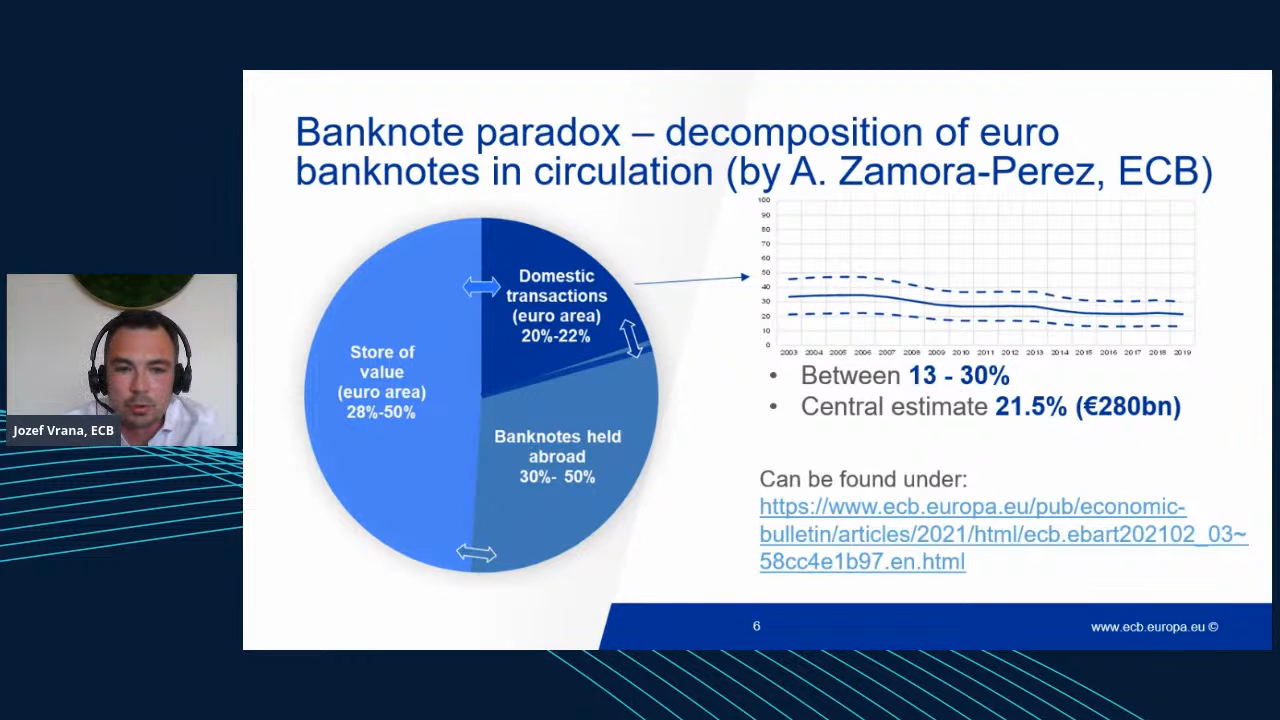 Banknote paradox – decomposition of euro
banknotes in circulation (by A. Zamora-Perez, ECB)
Domestic
transactions
(euro area)
20%-22%
Store of
value
(euro area)
28%-50%
Banknotes held
abroad
30%- 50%
100
90
80
70
60
50
40
30
20
10
0
2003 2004 2005 2006 2007 2008 2009 2010 2011 2012 2013 2014 2015 2016 2017 2018 2019
• Between 13 - 30%
• Central estimate 21.5% (€280bn)
Can be found under:
https://www.ecb.europa.eu/pub/economic-
bulletin/articles/2021/html/ecb.ebart202102_03~
58cc4e1b97.en.html
6
www.ecb.europa.eu ©
Jozef Vrana, ECB